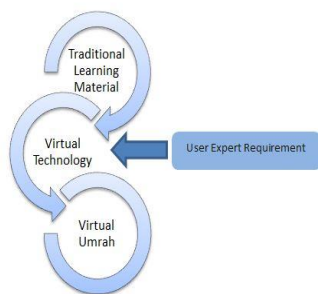 Traditional
Learning
Material
Virtual
Technology
User Expert Requirement
Virtual
Umrah